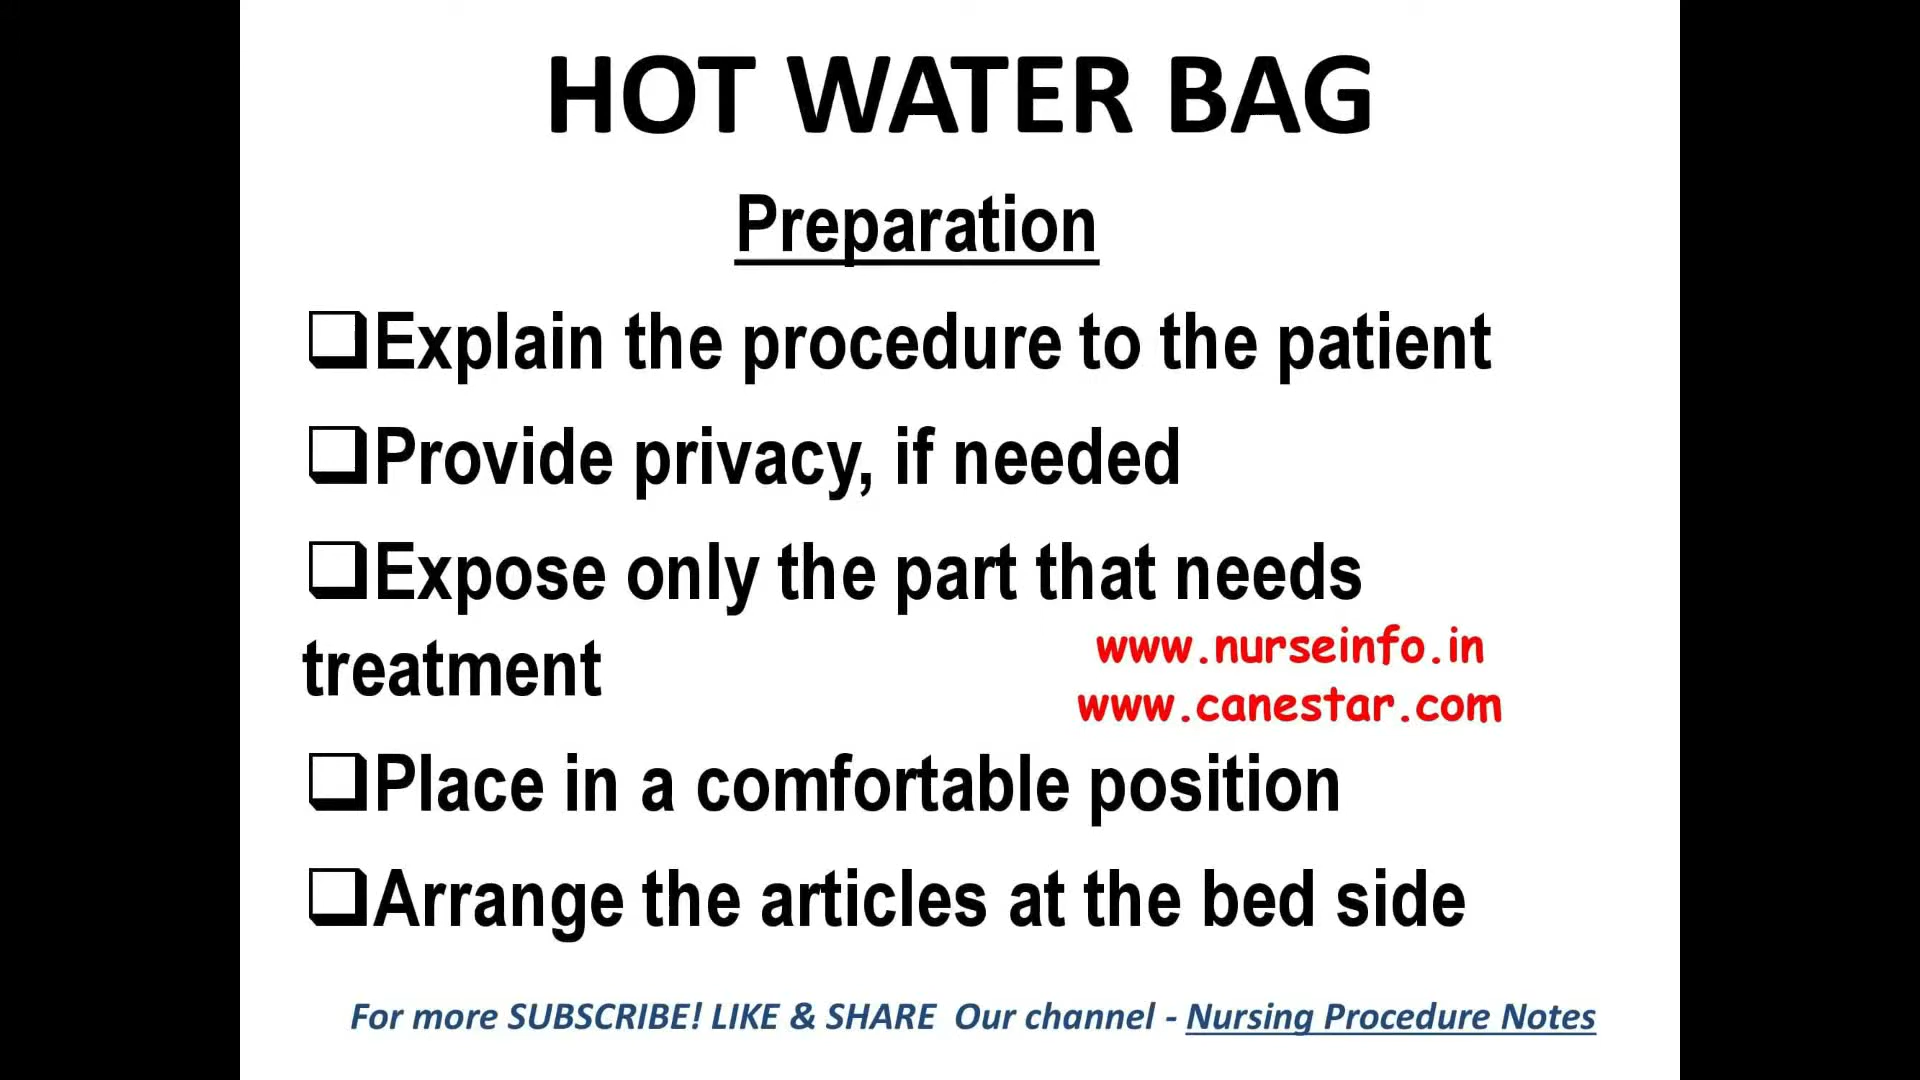 HOT WATER BAG
Preparation
❑Explain the procedure to the patient
❑Provide privacy, if needed
❑Expose only the part that needs
treatment
www.nurseinfo.in
www.canestar.com
❑Place in a comfortable position
❑Arrange the articles at the bed side
For more SUBSCRIBE! LIKE & SHARE Our channel - Nursing Procedure Notes